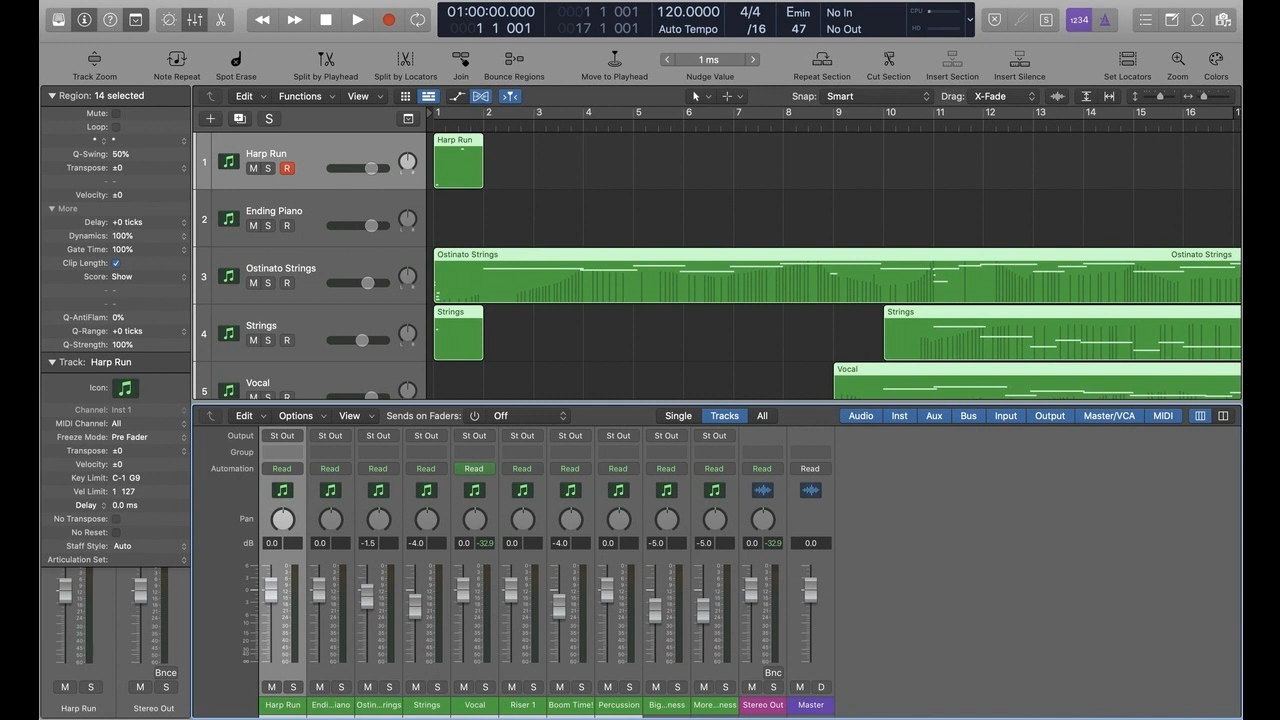 01:00:00.000 0001 1 001 120.0000 4/4 Emin No In CPU
1 1 001 0017 1 001 Auto Tempo /16 47 No Out HD
1234
Track Zoom Note Repeat Spot Erase Split by Playhead Split by Locators Join Bounce Regions Move to Playhead Nudge Value Repeat Section Cut Section Insert Section Insert Silence Set Locators Zoom Colors
1 ms
Region: 14 selected
Mute:
Loop:
Q-Swing: 50%
Transpose: ±0
Velocity: ±0
More
Delay: +0 ticks
Dynamics: 100%
Gate Time: 100%
Clip Length:
Score: Show
Q-AntiFlam: 0%
Q-Range: +0 ticks
Q-Strength: 100%
Track: Harp Run
Icon:
Channel: Inst 1
MIDI Channel: All
Freeze Mode: Pre Fader
Transpose: ±0
Velocity: ±0
Key Limit: C-1 G9
Vel Limit: 1 127
Delay 0.0 ms
No Transpose:
No Reset:
Staff Style: Auto
Articulation Set:
Bnce
M S M S
Harp Run Stereo Out
Edit Functions View Snap: Smart Drag: X-Fade
S
1 2 3 4 5 6 7 8 9 10 11 12 13 14 15 16 1
1 Harp Run
M S R
Harp Run
2 Ending Piano
M S R
3 Ostinato Strings
M S R
Ostinato Strings Ostinato Strings
4 Strings
M S R
Strings Strings
5 Vocal
M S R
Vocal
Edit Options View Sends on Faders: Off Single Tracks All Audio Inst Aux Bus Input Output Master/VCA MIDI
Output St Out St Out St Out St Out St Out St Out St Out St Out St Out St Out
Group
Automation Read Read Read Read Read Read Read Read Read Read Read Read
Pan
dB 0.0 0.0 -1.5 -4.0 0.0 -32.9 0.0 -4.0 0.0 -5.0 -5.0 0.0 -32.9 0.0
Bnc
M S M S M S M S M S M S M S M S M S M S M S M D
Harp Run Endi...iano Ostin...rings Strings Vocal Riser 1 Boom Time! Percussion Big...ness More...ness Stereo Out Master